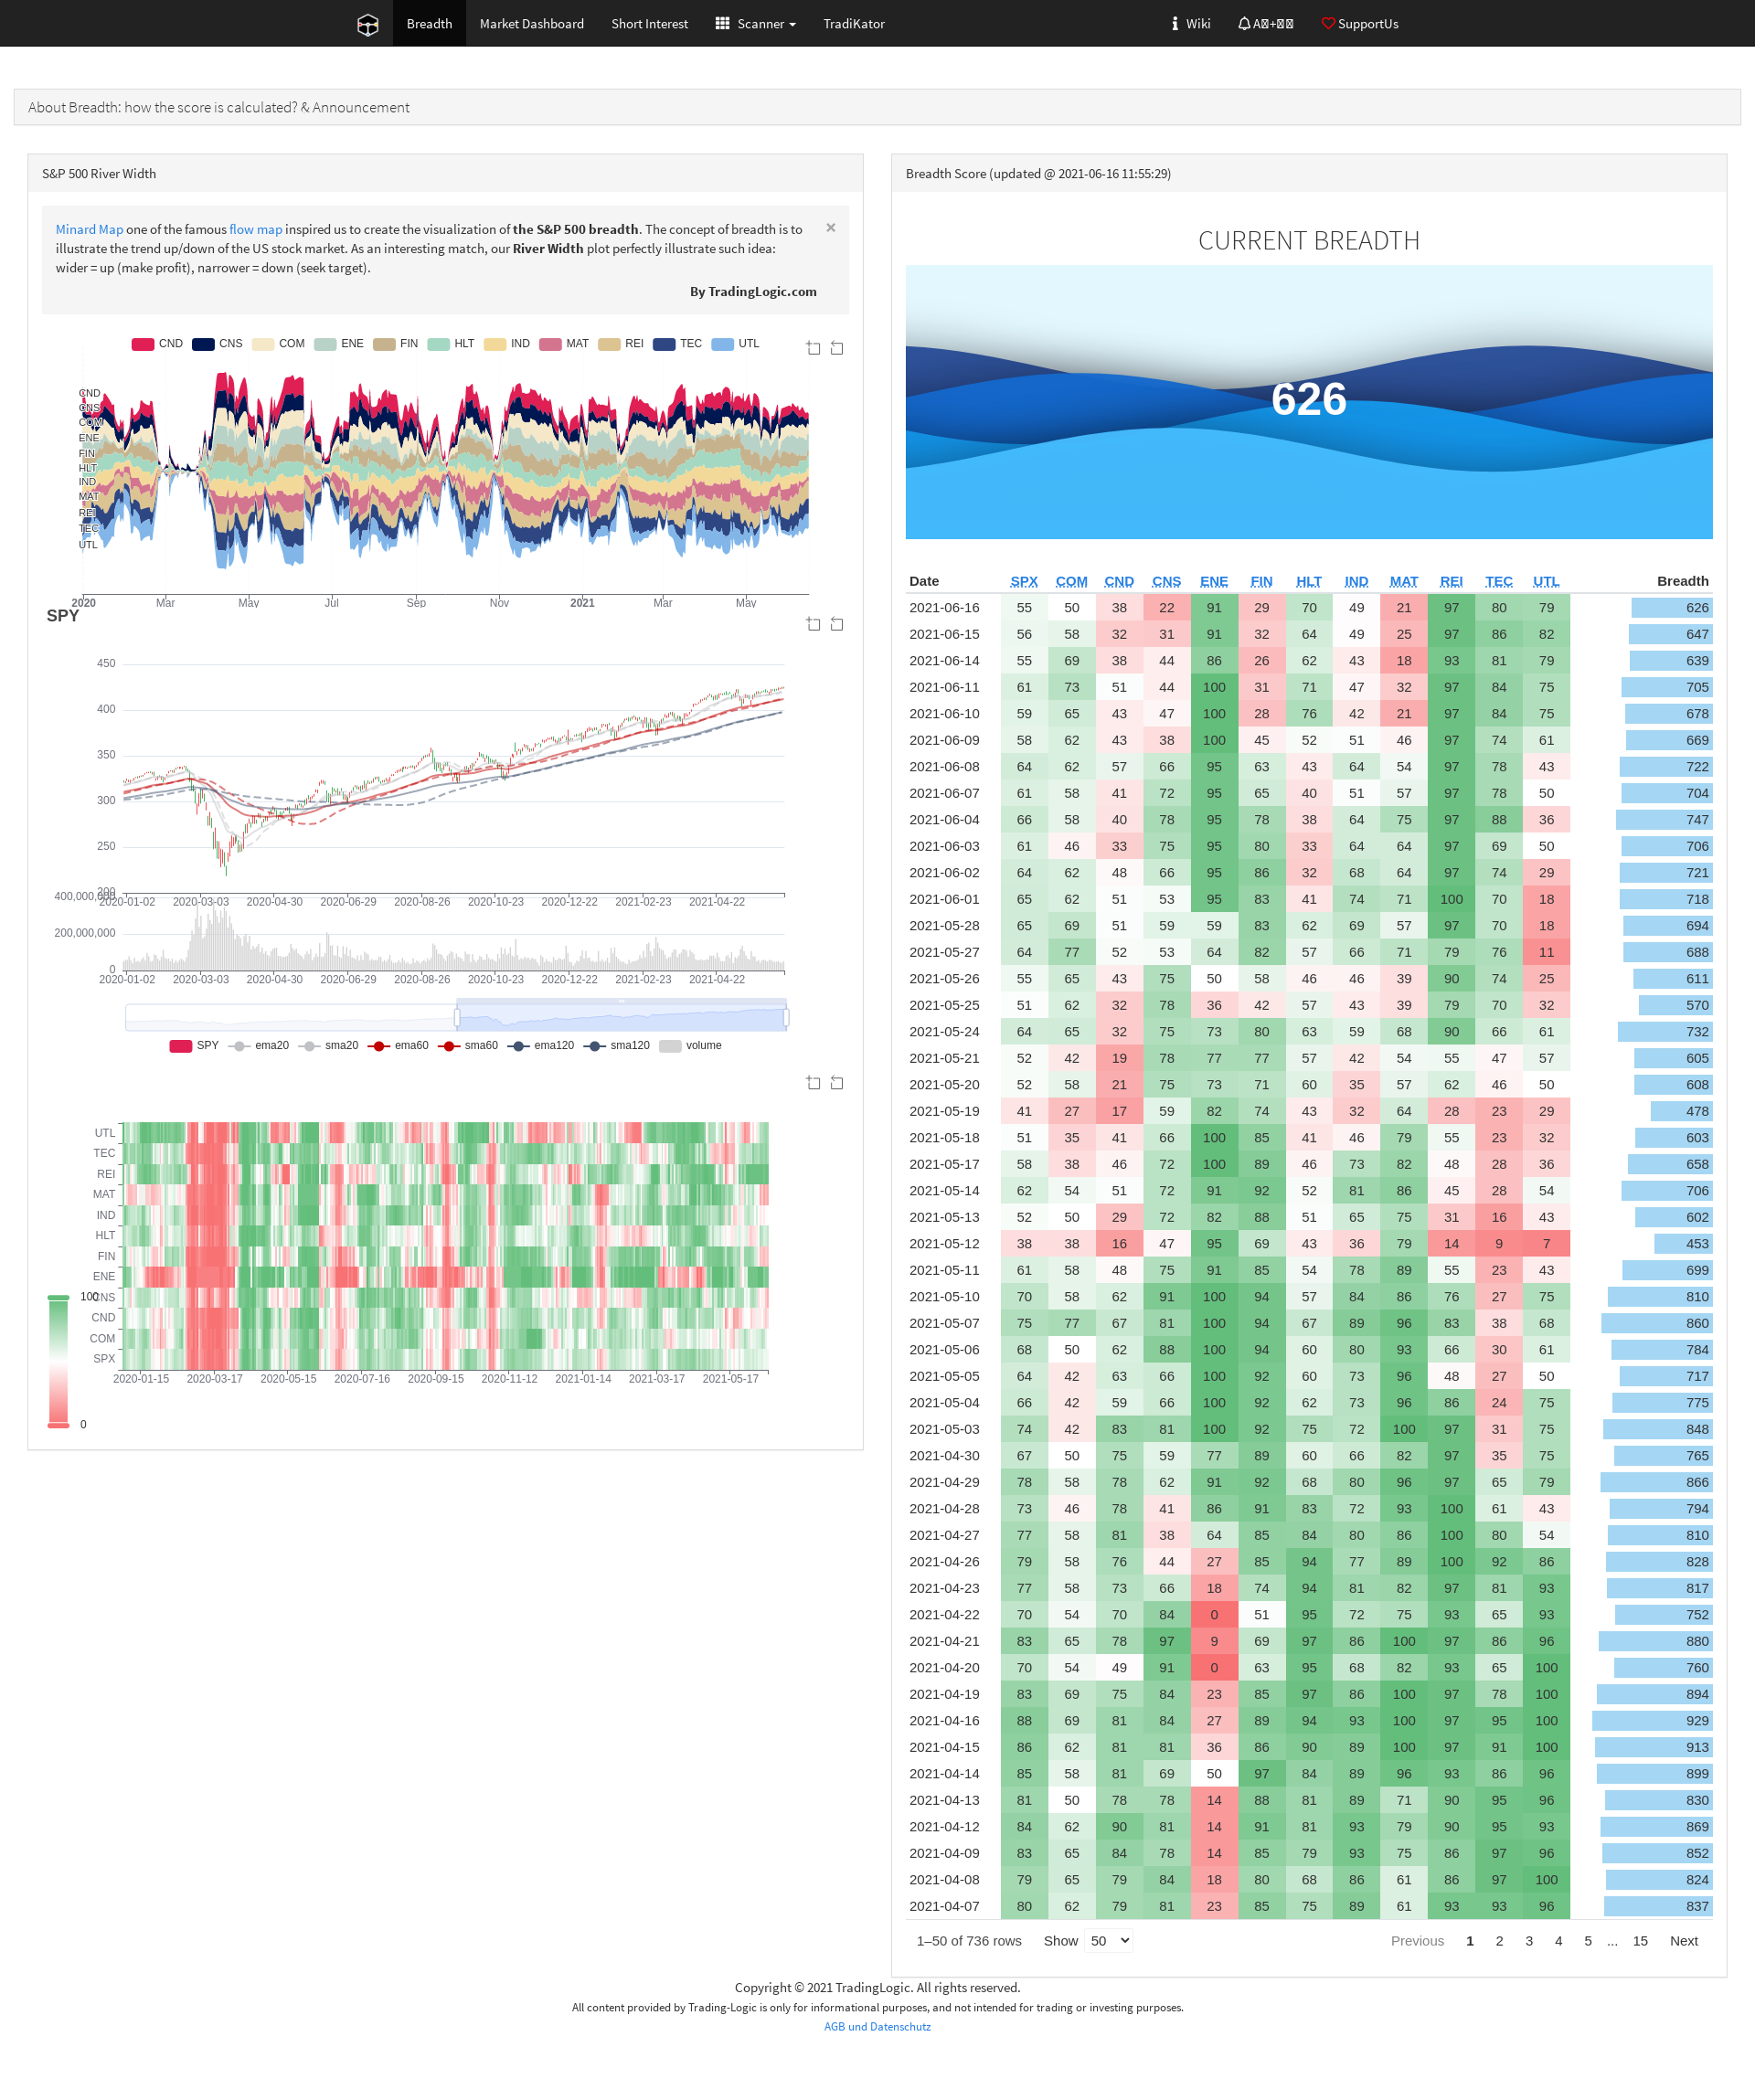 Breadth Market Dashboard Short Interest Scanner TradiKator Wiki SupportUs
About Breadth: how the score is calculated? & Announcement
S&P 500 River Width
Minard Map one of the famous flow map inspired us to create the visualization of the S&P 500 breadth. The concept of breadth is to
illustrate the trend up/down of the US stock market. As an interesting match, our River Width plot perfectly illustrate such idea:
wider = up (make profit), narrower = down (seek target).
×
By TradingLogic.com
CND CNS COM ENE FIN HLT IND MAT REI TEC UTL
CND
CNS
COM
ENE
FIN
HLT
IND
MAT
REI
TEC
UTL
2020 Mar May Jul Sep Nov 2021 Mar May
SPY
450
400
350
300
250
200
2020-01-02 2020-03-03 2020-04-30 2020-06-29 2020-08-26 2020-10-23 2020-12-22 2021-02-23 2021-04-22
400,000,000
200,000,000
0
2020-01-02 2020-03-03 2020-04-30 2020-06-29 2020-08-26 2020-10-23 2020-12-22 2021-02-23 2021-04-22
SPY ema20 sma20 ema60 sma60 ema120 sma120 volume
UTL
TEC
REI
MAT
IND
HLT
FIN
ENE
CNS
CND
COM
SPX
100
0
2020-01-15 2020-03-17 2020-05-15 2020-07-16 2020-09-15 2020-11-12 2021-01-14 2021-03-17 2021-05-17
Breadth Score (updated @ 2021-06-16 11:55:29)
CURRENT BREADTH
626
Date SPX COM CND CNS ENE FIN HLT IND MAT REI TEC UTL Breadth
2021-06-16 55 50 38 22 91 29 70 49 21 97 80 79 626
2021-06-15 56 58 32 31 91 32 64 49 25 97 86 82 647
2021-06-14 55 69 38 44 86 26 62 43 18 93 81 79 639
2021-06-11 61 73 51 44 100 31 71 47 32 97 84 75 705
2021-06-10 59 65 43 47 100 28 76 42 21 97 84 75 678
2021-06-09 58 62 43 38 100 45 52 51 46 97 74 61 669
2021-06-08 64 62 57 66 95 63 43 64 54 97 78 43 722
2021-06-07 61 58 41 72 95 65 40 51 57 97 78 50 704
2021-06-04 66 58 40 78 95 78 38 64 75 97 88 36 747
2021-06-03 61 46 33 75 95 80 33 64 64 97 69 50 706
2021-06-02 64 62 48 66 95 86 32 68 64 97 74 29 721
2021-06-01 65 62 51 53 95 83 41 74 71 100 70 18 718
2021-05-28 65 69 51 59 59 83 62 69 57 97 70 18 694
2021-05-27 64 77 52 53 64 82 57 66 71 79 76 11 688
2021-05-26 55 65 43 75 50 58 46 46 39 90 74 25 611
2021-05-25 51 62 32 78 36 42 57 43 39 79 70 32 570
2021-05-24 64 65 32 75 73 80 63 59 68 90 66 61 732
2021-05-21 52 42 19 78 77 77 57 42 54 55 47 57 605
2021-05-20 52 58 21 75 73 71 60 35 57 62 46 50 608
2021-05-19 41 27 17 59 82 74 43 32 64 28 23 29 478
2021-05-18 51 35 41 66 100 85 41 46 79 55 23 32 603
2021-05-17 58 38 46 72 100 89 46 73 82 48 28 36 658
2021-05-14 62 54 51 72 91 92 52 81 86 45 28 54 706
2021-05-13 52 50 29 72 82 88 51 65 75 31 16 43 602
2021-05-12 38 38 16 47 95 69 43 36 79 14 9 7 453
2021-05-11 61 58 48 75 91 85 54 78 89 55 23 43 699
2021-05-10 70 58 62 91 100 94 57 84 86 76 27 75 810
2021-05-07 75 77 67 81 100 94 67 89 96 83 38 68 860
2021-05-06 68 50 62 88 100 94 60 80 93 66 30 61 784
2021-05-05 64 42 63 66 100 92 60 73 96 48 27 50 717
2021-05-04 66 42 59 66 100 92 62 73 96 86 24 75 775
2021-05-03 74 42 83 81 100 92 75 72 100 97 31 75 848
2021-04-30 67 50 75 59 77 89 60 66 82 97 35 75 765
2021-04-29 78 58 78 62 91 92 68 80 96 97 65 79 866
2021-04-28 73 46 78 41 86 91 83 72 93 100 61 43 794
2021-04-27 77 58 81 38 64 85 84 80 86 100 80 54 810
2021-04-26 79 58 76 44 27 85 94 77 89 100 92 86 828
2021-04-23 77 58 73 66 18 74 94 81 82 97 81 93 817
2021-04-22 70 54 70 84 0 51 95 72 75 93 65 93 752
2021-04-21 83 65 78 97 9 69 97 86 100 97 86 96 880
2021-04-20 70 54 49 91 0 63 95 68 82 93 65 100 760
2021-04-19 83 69 75 84 23 85 97 86 100 97 78 100 894
2021-04-16 88 69 81 84 27 89 94 93 100 97 95 100 929
2021-04-15 86 62 81 81 36 86 90 89 100 97 91 100 913
2021-04-14 85 58 81 69 50 97 84 89 96 93 86 96 899
2021-04-13 81 50 78 78 14 88 81 89 71 90 95 96 830
2021-04-12 84 62 90 81 14 91 81 93 79 90 95 93 869
2021-04-09 83 65 84 78 14 85 79 93 75 86 97 96 852
2021-04-08 79 65 79 84 18 80 68 86 61 86 97 100 824
2021-04-07 80 62 79 81 23 85 75 89 61 93 93 96 837
1–50 of 736 rows Show 50 Previous 1 2 3 4 5 ... 15 Next
Copyright © 2021 TradingLogic. All rights reserved.
All content provided by Trading-Logic is only for informational purposes, and not intended for trading or investing purposes.
AGB und Datenschutz